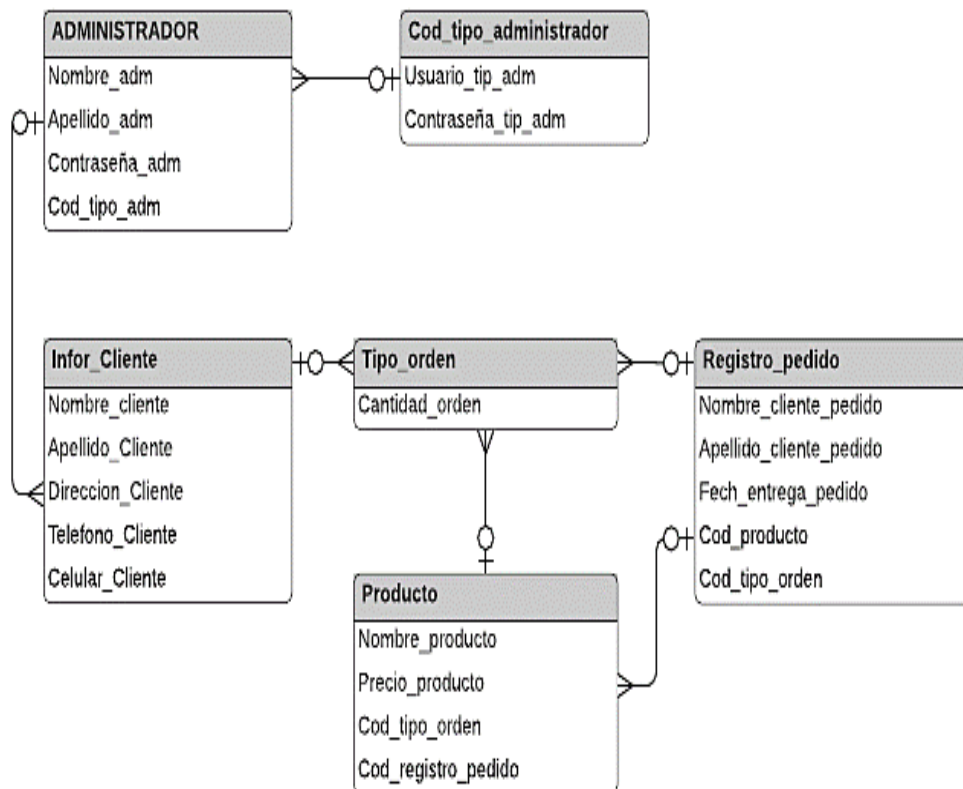 ADMINISTRADOR
Nombre_adm
Apellido_adm
Contraseña_adm
Cod_tipo_adm
Cod_tipo_administrador
Usuario_tip_adm
Contraseña_tip_adm
Infor_Cliente
Nombre_cliente
Apellido_Cliente
Direccion_Cliente
Telefono_Cliente
Celular_Cliente
Tipo_orden
Cantidad_orden
Registro_pedido
Nombre_cliente_pedido
Apellido_cliente_pedido
Fech_entrega_pedido
Cod_producto
Cod_tipo_orden
Producto
Nombre_producto
Precio_producto
Cod_tipo_orden
Cod_registro_pedido